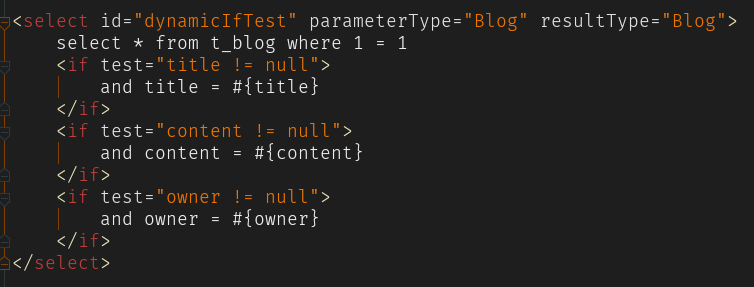 <select id="dynamicIfTest" parameterType="Blog" resultType="Blog">
    select * from t_blog where 1 = 1
    <if test="title != null">
        and title = #{title}
    </if>
    <if test="content != null">
        and content = #{content}
    </if>
    <if test="owner != null">
        and owner = #{owner}
    </if>
</select>